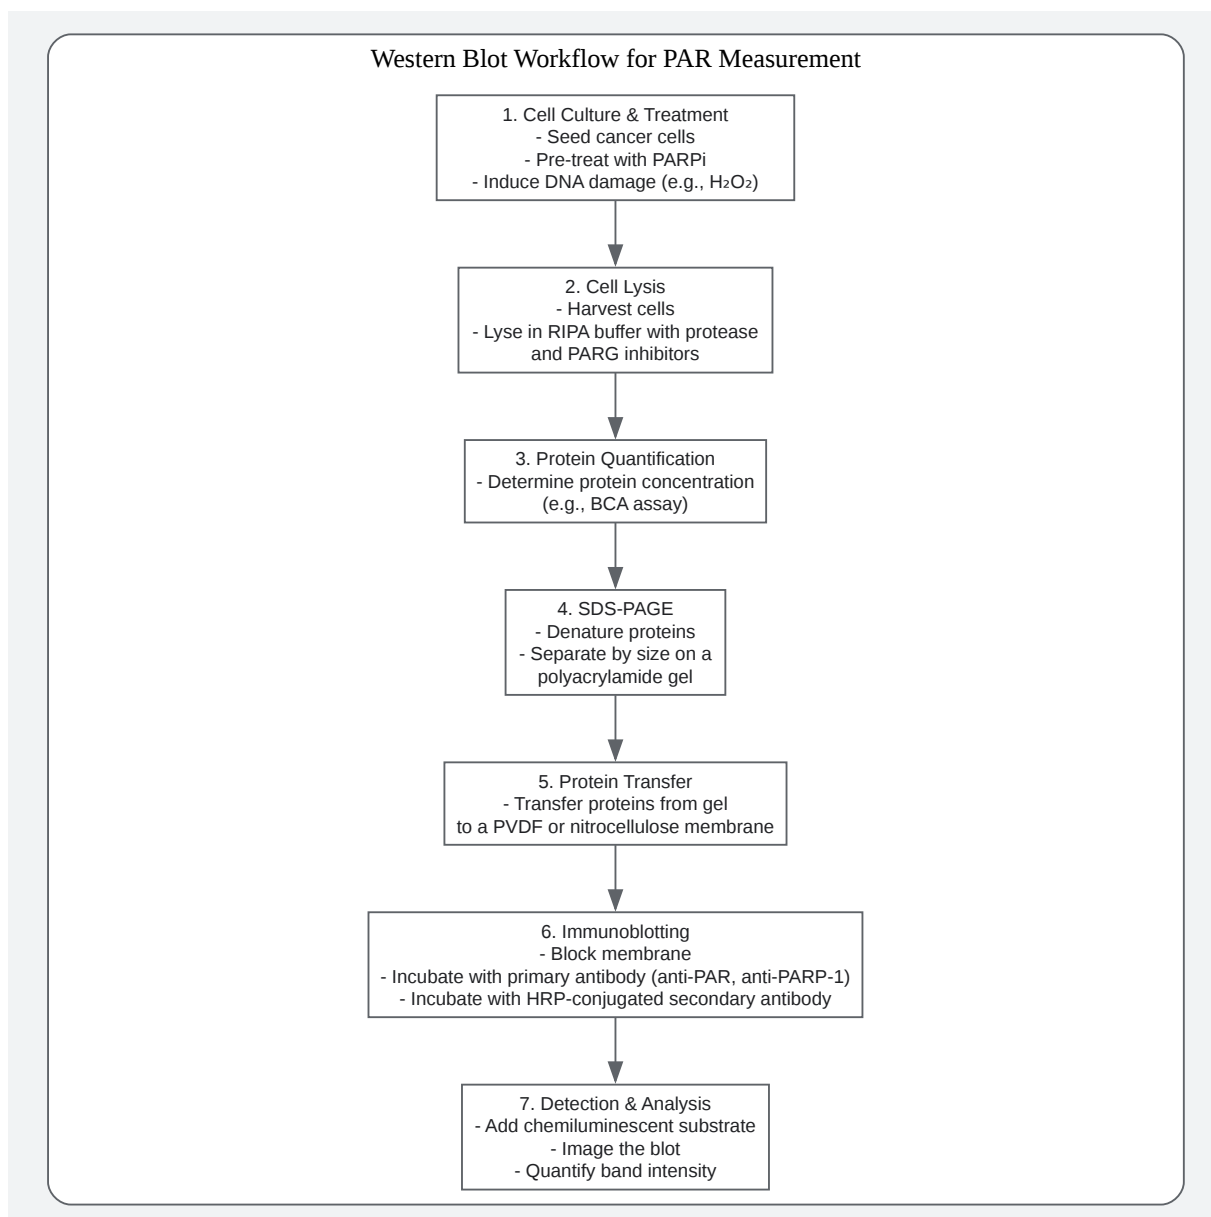 Western Blot Workflow for PAR Measurement
1. Cell Culture & Treatment
- Seed cancer cells
- Pre-treat with PARPi
- Induce DNA damage (e.g., H₂O₂)
2. Cell Lysis
- Harvest cells
- Lyse in RIPA buffer with protease
and PARG inhibitors
3. Protein Quantification
- Determine protein concentration
(e.g., BCA assay)
4. SDS-PAGE
- Denature proteins
- Separate by size on a
polyacrylamide gel
5. Protein Transfer
- Transfer proteins from gel
to a PVDF or nitrocellulose membrane
6. Immunoblotting
- Block membrane
- Incubate with primary antibody (anti-PAR, anti-PARP-1)
- Incubate with HRP-conjugated secondary antibody
7. Detection & Analysis
- Add chemiluminescent substrate
- Image the blot
- Quantify band intensity